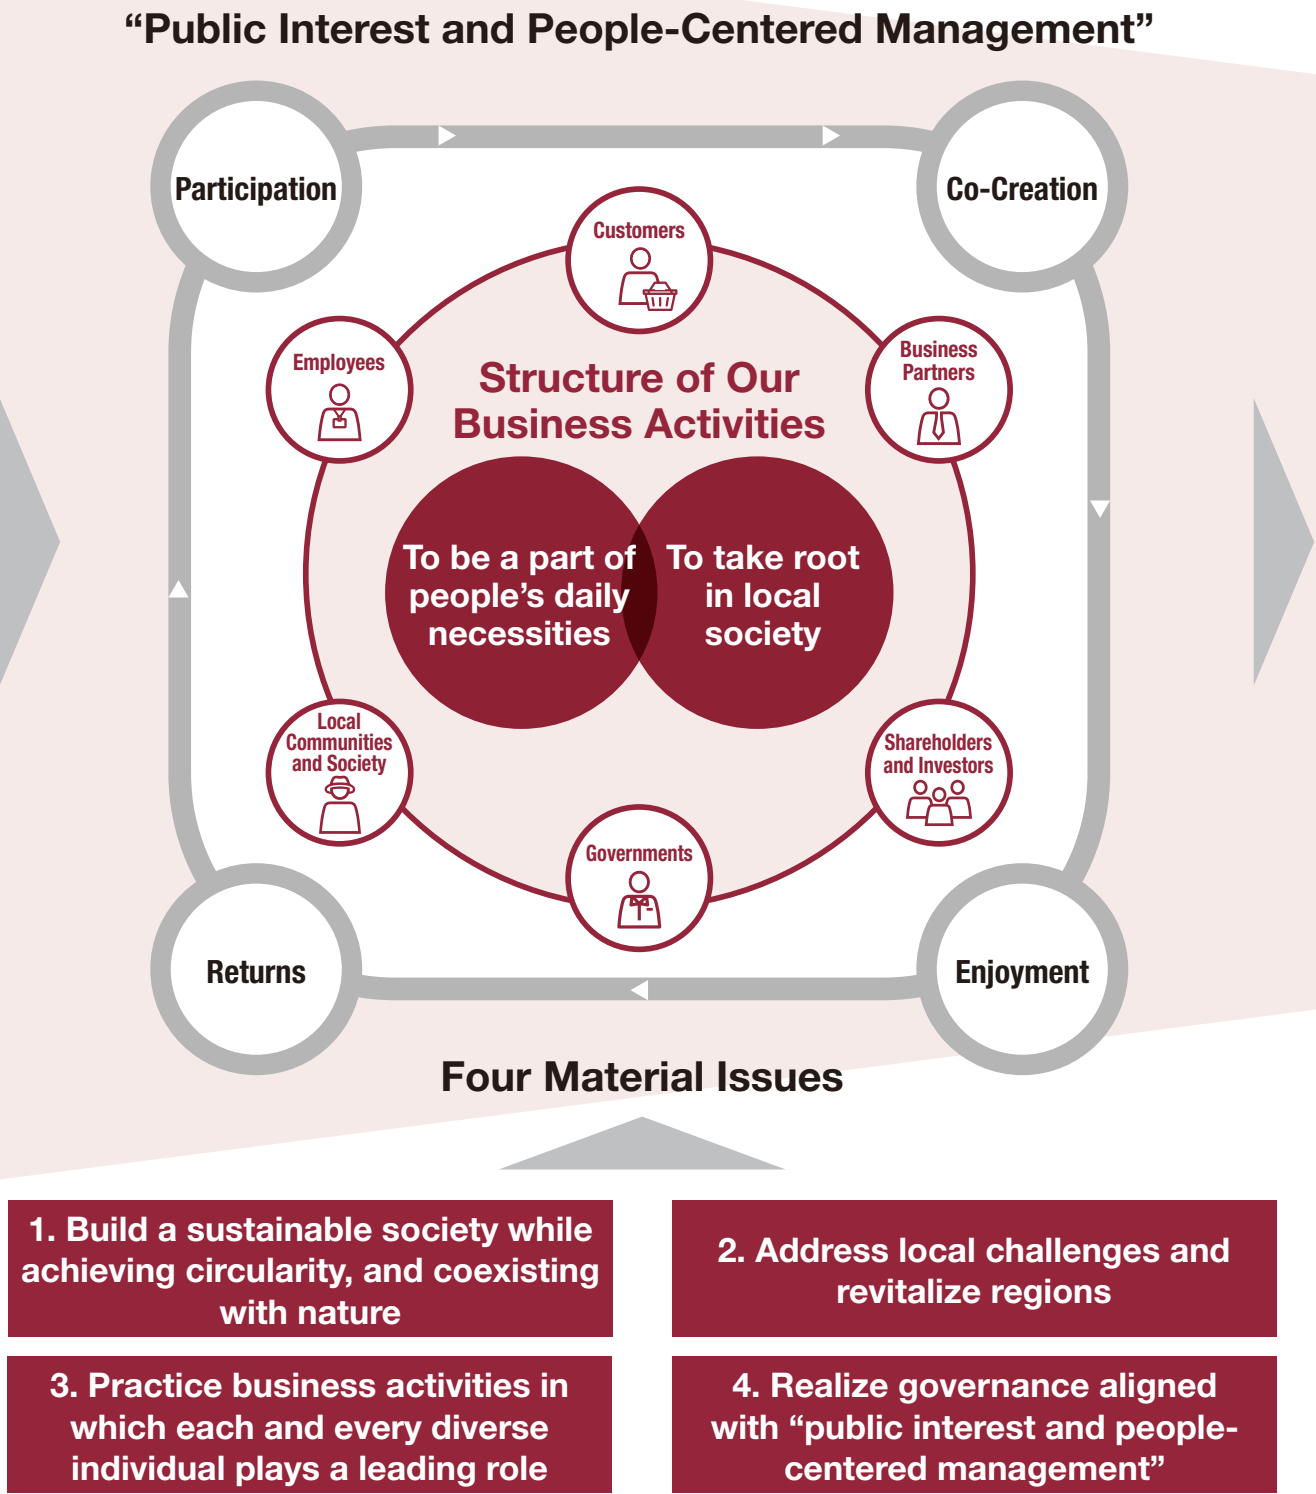 “Public Interest and People-Centered Management”
Participation
Co-Creation
Customers
Employees
Business
Partners
Structure of Our
Business Activities
To be a part of
people’s daily
necessities
To take root
in local
society
Local
Communities
and Society
Shareholders
and Investors
Governments
Returns
Enjoyment
Four Material Issues
1. Build a sustainable society while
achieving circularity, and coexisting
with nature
2. Address local challenges and
revitalize regions
3. Practice business activities in
which each and every diverse
individual plays a leading role
4. Realize governance aligned
with “public interest and people-
centered management”